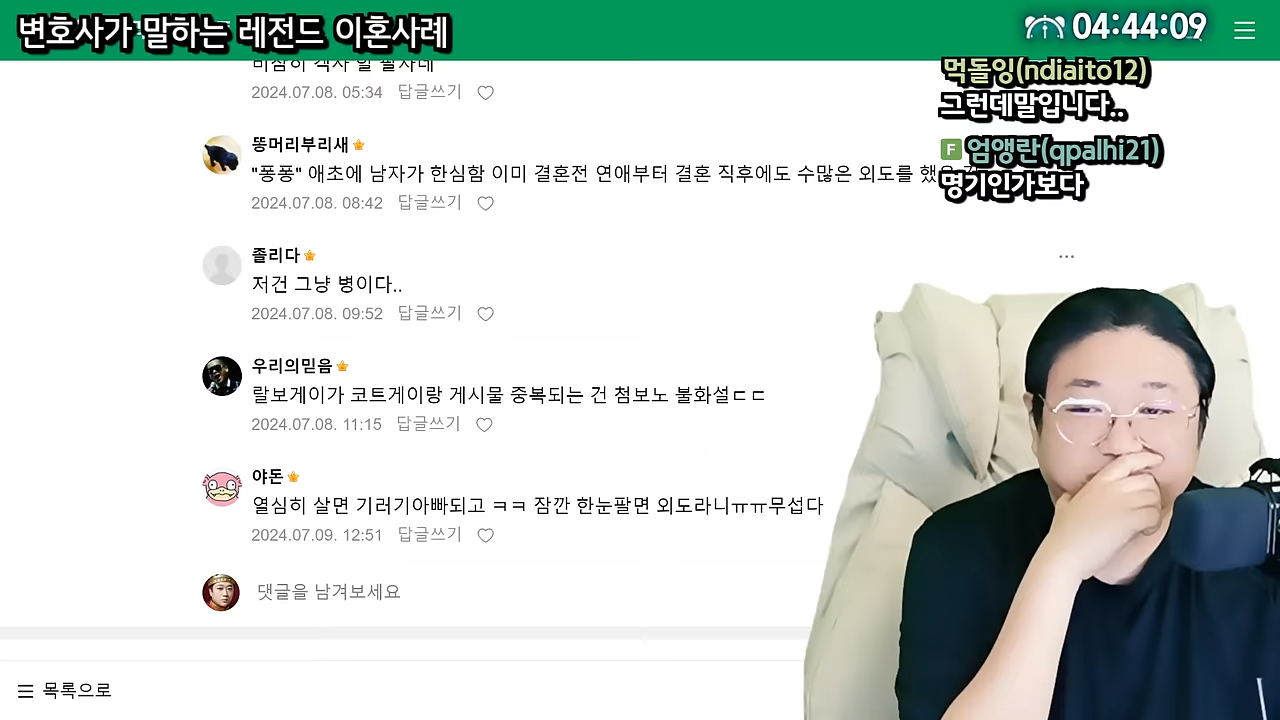 변호사가 말하는 레전드 이혼사례
04:44:09
2024.07.08. 05:34 답글쓰기
똥머리부리새
"퐁퐁" 애초에 남자가 한심함 이미 결혼전 연애부터 결혼 직후에도 수많은 외도를 했
2024.07.08. 08:42 답글쓰기
졸리다
저건 그냥 병이다..
2024.07.08. 09:52 답글쓰기
우리의믿음
랄보게이가 코트게이랑 게시물 중복되는 건 첨보노 불화설ㄷㄷ
2024.07.08. 11:15 답글쓰기
야돈
열심히 살면 기러기아빠되고 ㅋㅋ 잠깐 한눈팔면 외도라니ㅠㅠ무섭다
2024.07.09. 12:51 답글쓰기
댓글을 남겨보세요
목록으로
먹돌잉(ndiaito12)
그런데말입니다..
F 엄앵란(qpalhi21)
명기인가보다